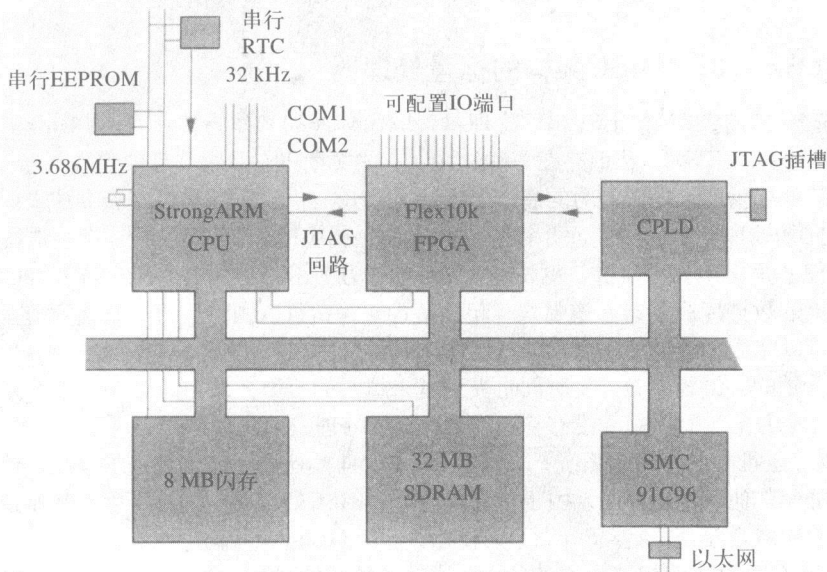 串行
RTC
32 kHz
串行EEPROM
COM1
COM2
可配置IO端口
3.686MHz
JTAG插槽
StrongARM
CPU
JTAG
回路
Flex10k
FPGA
CPLD
8 MB闪存
32 MB
SDRAM
SMC
91C96
以太网